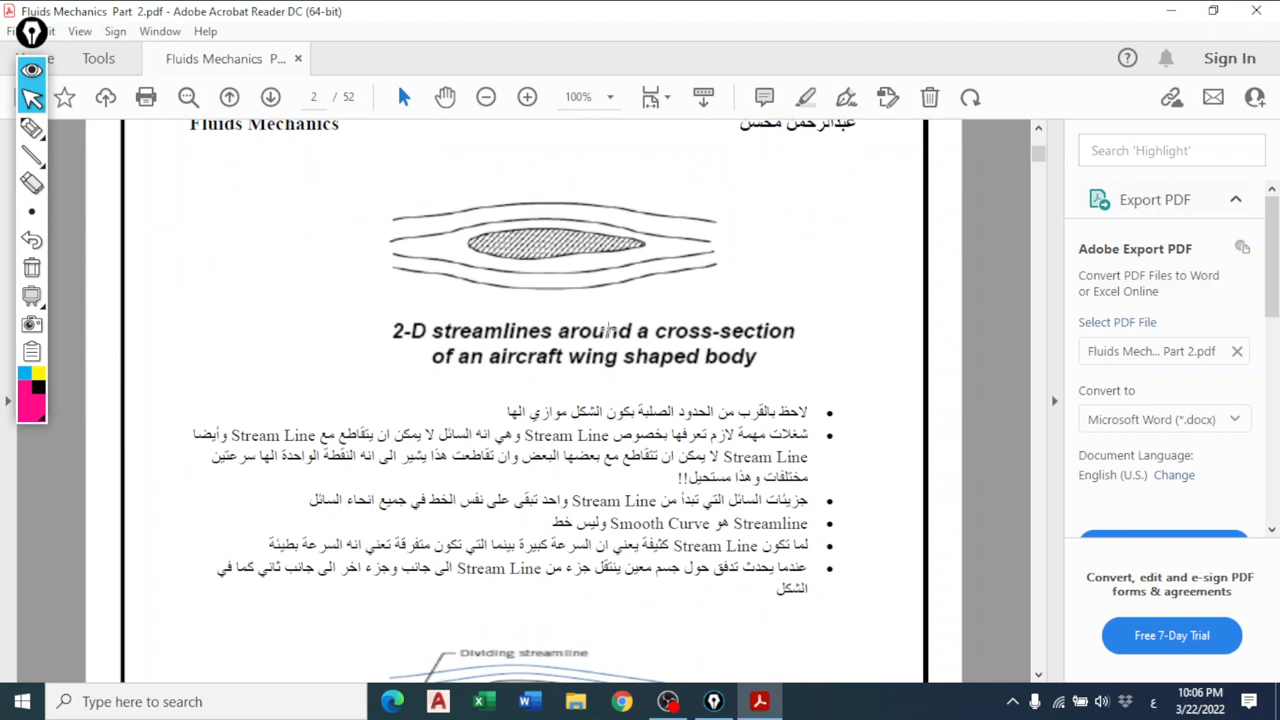 Fluids Mechanics Part 2.pdf - Adobe Acrobat Reader DC (64-bit)
View Sign Window Help
Tools Fluids Mechanics P... Sign In
2 / 52 100%
Fluids Mechanics عبدالرحمن محسن
2-D streamlines around a cross-section
of an aircraft wing shaped body
لاحظ بالقرب من الحدود الصلبة يكون الشكل موازي الها
شغلات مهمة لازم تعرفها بخصوص Stream Line وهي انه السائل لا يمكن ان يتقاطع مع Stream Line وأيضا
Stream Line لا يمكن ان تتقاطع مع بعضها البعض وان تقاطعت هذا يشير الى انه النقطة الواحدة الها سرعتين
مختلفات وهذا مستحيل!!
جزيئات السائل التي تبدأ من Stream Line واحد تبقى على نفس الخط في جميع انحاء السائل
Streamline هو Smooth Curve وليس خط
لما تكون Stream Line كثيفة يعني ان السرعة كبيرة بينما التي تكون متفرقة تعني انه السرعة بطيئة
عندما يحدث تدفق حول جسم معين ينتقل جزء من Stream Line الى جانب وجزء اخر الى جانب ثاني كما في
الشكل
Dividing streamline
Search 'Highlight'
Export PDF
Adobe Export PDF
Convert PDF Files to Word
or Excel Online
Select PDF File
Fluids Mech... Part 2.pdf
Convert to
Microsoft Word (*.docx)
Document Language:
English (U.S.) Change
Convert, edit and e-sign PDF
forms & agreements
Free 7-Day Trial
Type here to search
ع
10:06 PM
3/22/2022